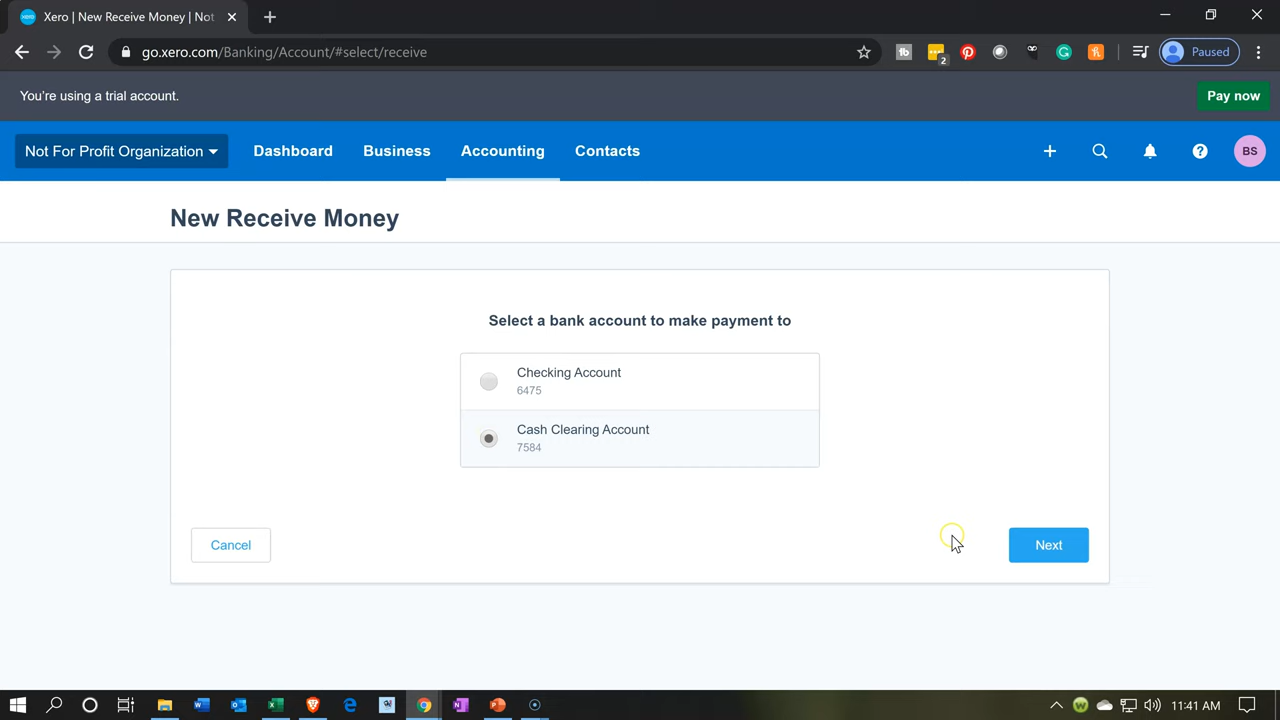 Xero | New Receive Money | Not
go.xero.com/Banking/Account/#select/receive
2
Paused
You're using a trial account.
Pay now
Not For Profit Organization
Dashboard
Business
Accounting
Contacts
BS
New Receive Money
Select a bank account to make payment to
Checking Account
6475
Cash Clearing Account
7584
Cancel
Next
11:41 AM